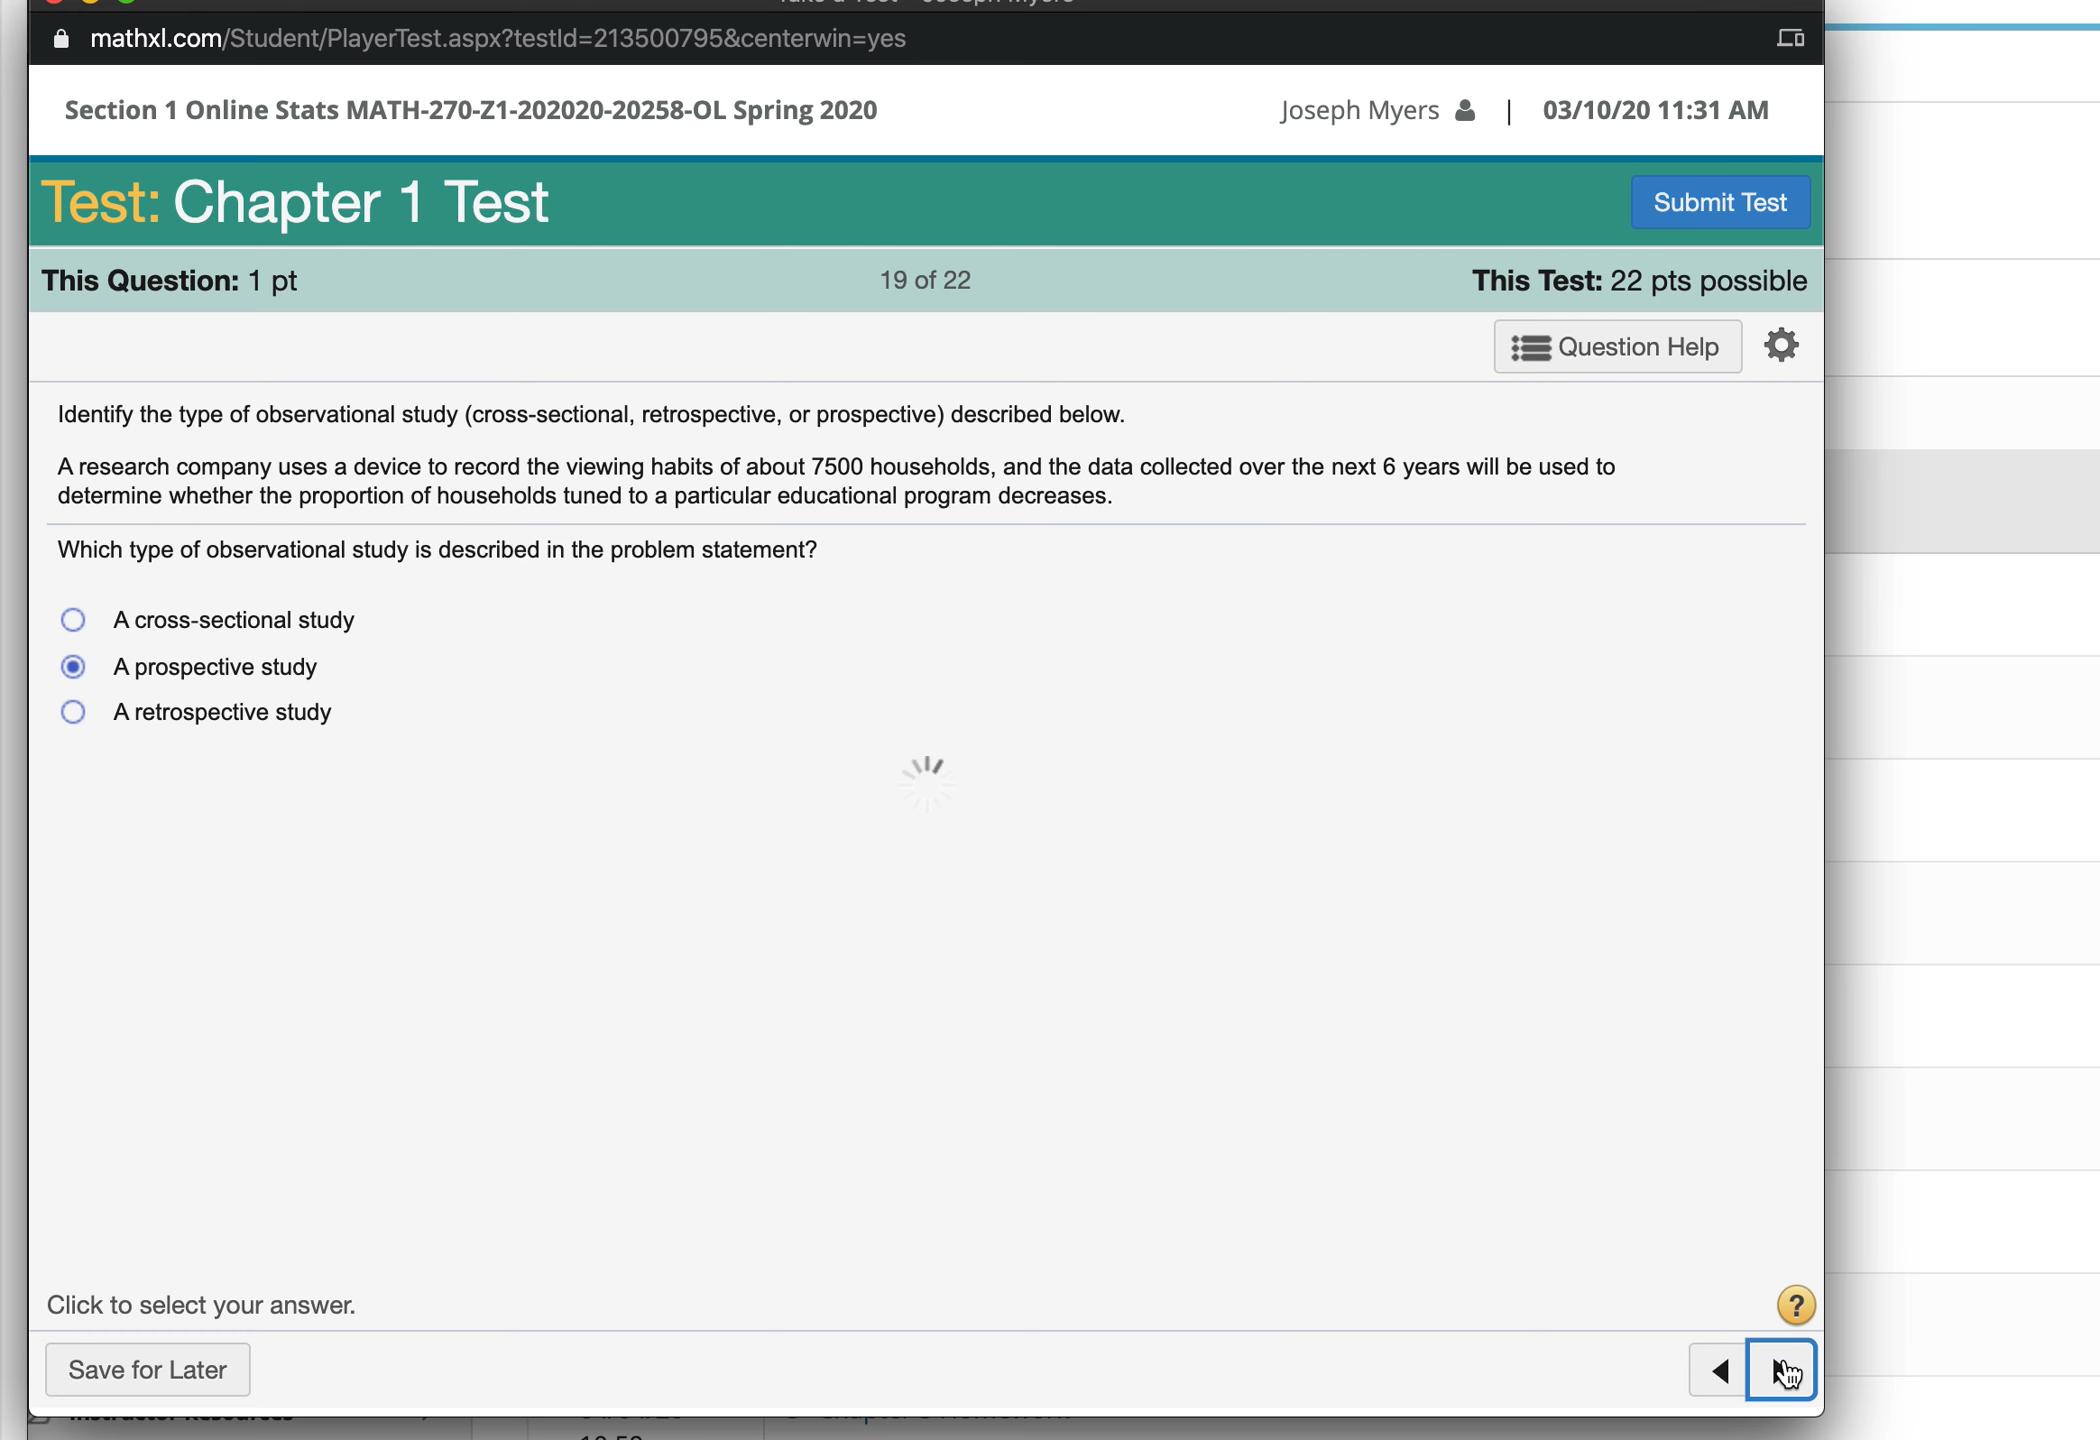 mathxl.com/Student/PlayerTest.aspx?testId=213500795&centerwin=yes
Section 1 Online Stats MATH-270-Z1-202020-20258-OL Spring 2020
Joseph Myers | 03/10/20 11:31 AM
Test: Chapter 1 Test
Submit Test
This Question: 1 pt
19 of 22
This Test: 22 pts possible
Question Help
Identify the type of observational study (cross-sectional, retrospective, or prospective) described below.
A research company uses a device to record the viewing habits of about 7500 households, and the data collected over the next 6 years will be used to
determine whether the proportion of households tuned to a particular educational program decreases.
Which type of observational study is described in the problem statement?
A cross-sectional study
A prospective study
A retrospective study
Click to select your answer.
?
Save for Later